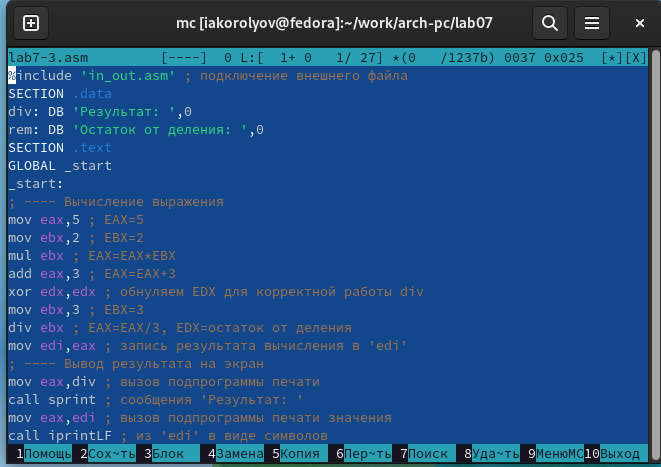 mc [iakorolyov@fedora]:~/work/arch-pc/lab07
lab7-3.asm [----] 0 L:[ 1+ 0 1/ 27] *(0 /1237b) 0037 0x025 [*][X]
%include 'in_out.asm' ; подключение внешнего файла
SECTION .data
div: DB 'Результат: ',0
rem: DB 'Остаток от деления: ',0
SECTION .text
GLOBAL _start
_start:
; ---- Вычисление выражения
mov eax,5 ; EAX=5
mov ebx,2 ; EBX=2
mul ebx ; EAX=EAX*EBX
add eax,3 ; EAX=EAX+3
xor edx,edx ; обнуляем EDX для корректной работы div
mov ebx,3 ; EBX=3
div ebx ; EAX=EAX/3, EDX=остаток от деления
mov edi,eax ; запись результата вычисления в 'edi'
; ---- Вывод результата на экран
mov eax,div ; вызов подпрограммы печати
call sprint ; сообщения 'Результат: '
mov eax,edi ; вызов подпрограммы печати значения
call iprintLF ; из 'edi' в виде символов
1Помощь 2Сох~ть 3Блок 4Замена 5Копия 6Пер~ть 7Поиск 8Уда~ть 9МенюMC 10Выход